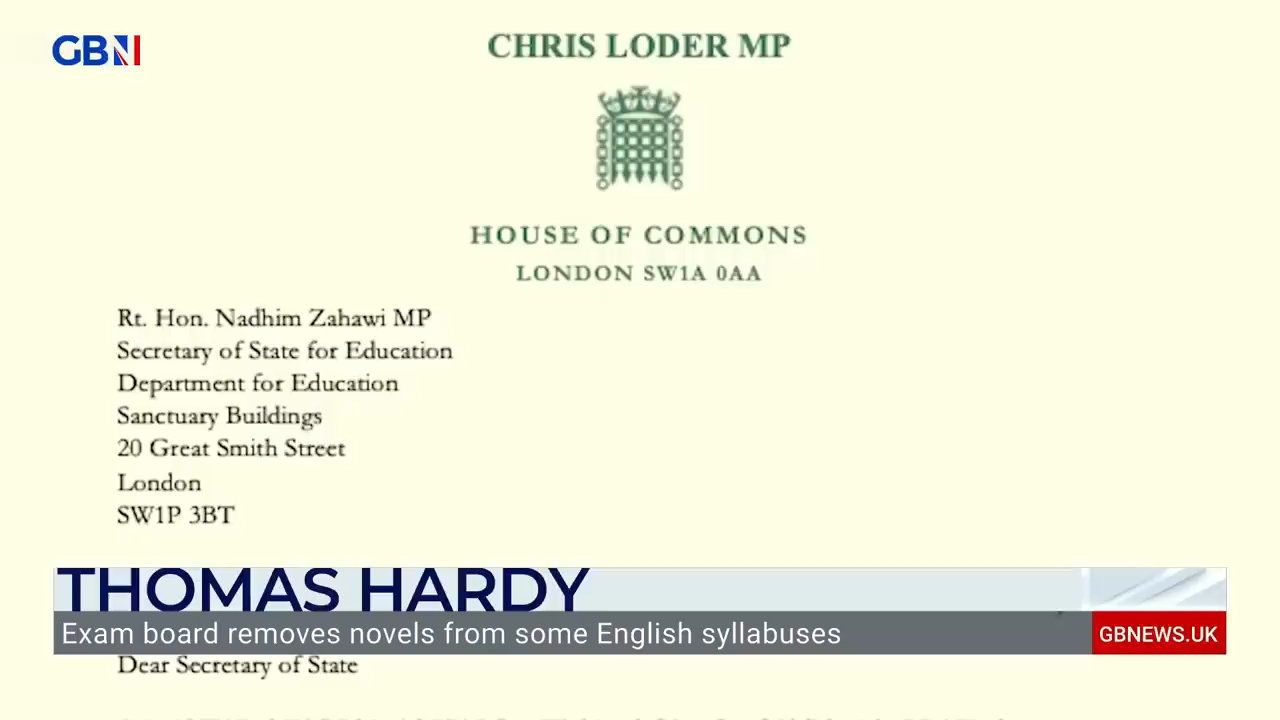 GBN
CHRIS LODER MP
HOUSE OF COMMONS
LONDON SW1A 0AA
Rt. Hon. Nadhim Zahawi MP
Secretary of State for Education
Department for Education
Sanctuary Buildings
20 Great Smith Street
London
SW1P 3BT
THOMAS HARDY
Exam board removes novels from some English syllabuses
GBNEWS.UK
Dear Secretary of State